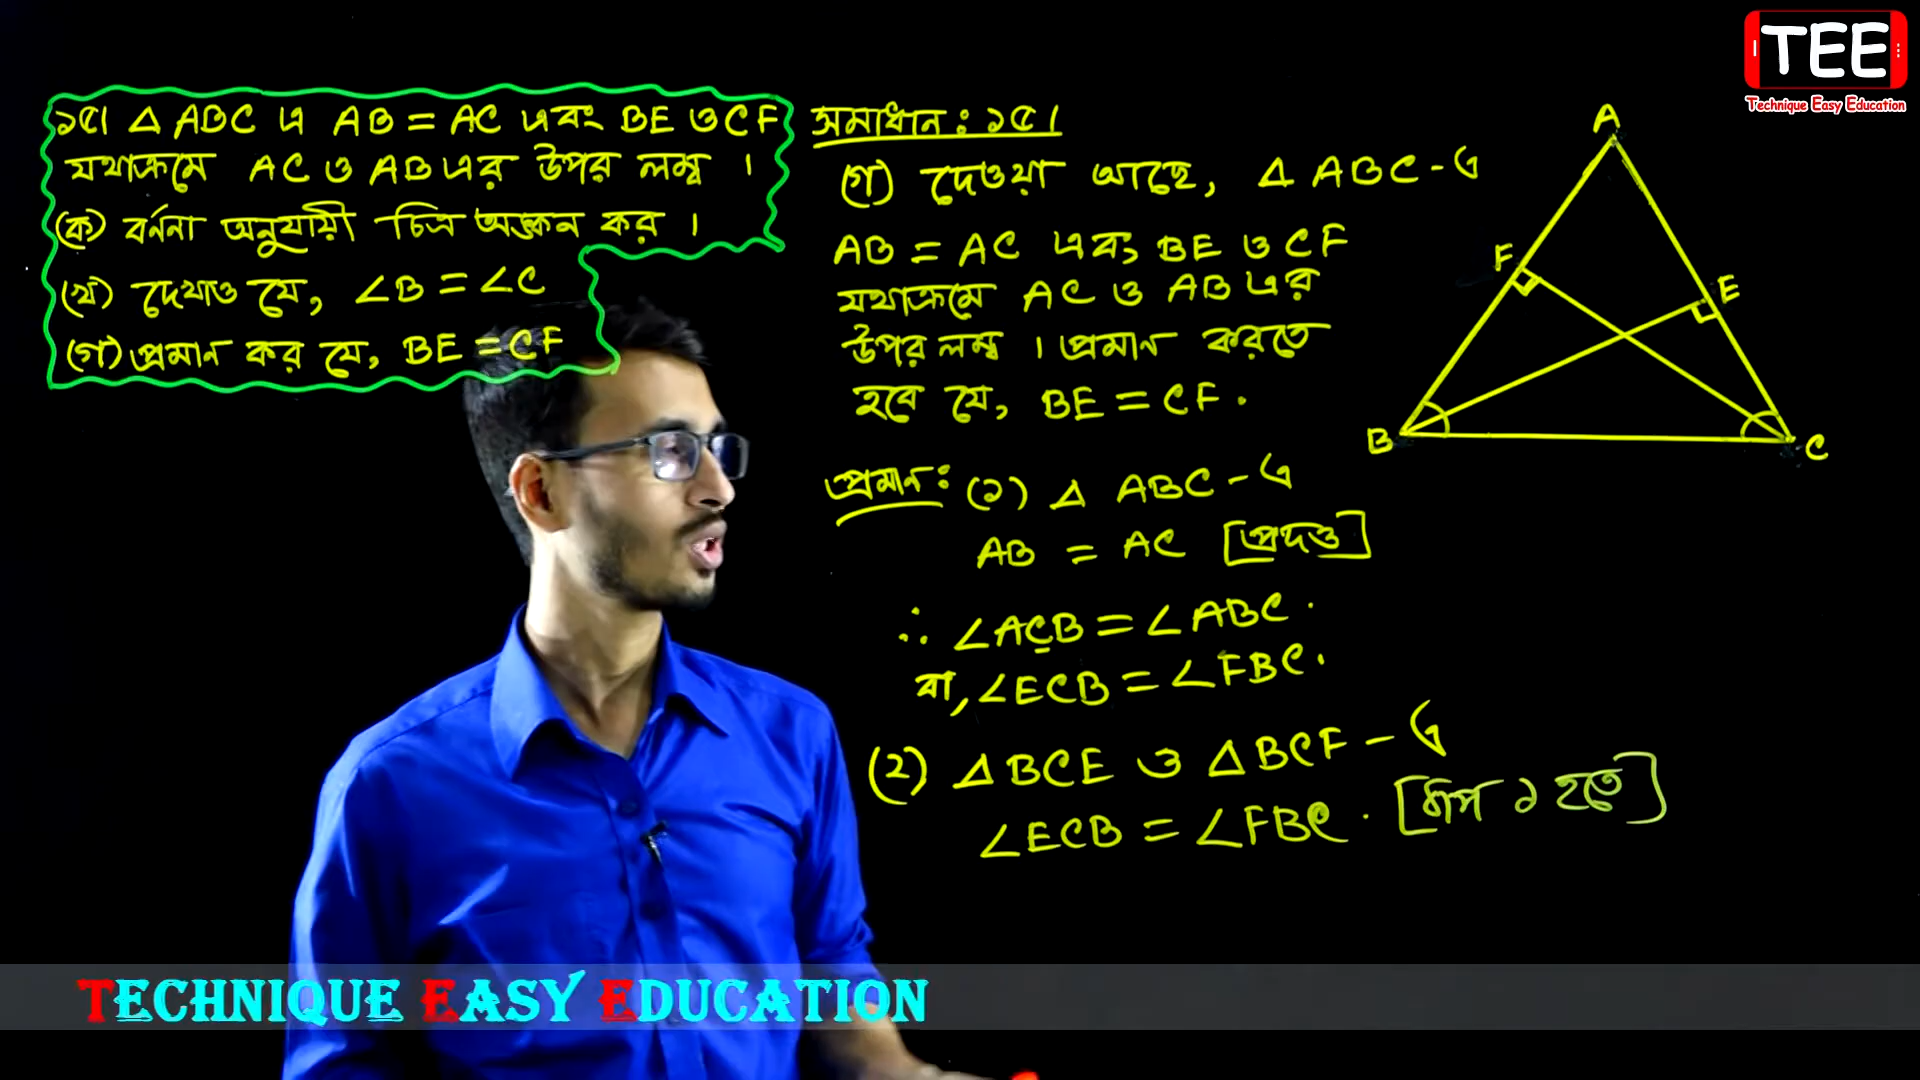 ১৫। Δ ABC এ AB = AC এবং BE ও CF
যথাক্রমে AC ও AB এর উপর লম্ব ।
(ক) বর্ননা অনুযায়ী চিত্র অঙ্কন কর ।
(খ) দেখাও যে, ∠B = ∠C
(গ) প্রমান কর যে, BE = CF
সমাধান : ১৫।
(গ) দেওয়া আছে, Δ ABC - এ
AB = AC এবং BE ও CF
যথাক্রমে AC ও AB এর
উপর লম্ব । প্রমান করতে
হবে যে, BE = CF .
প্রমান : (১) Δ ABC - এ
AB = AC [প্রদত্ত]
∴ ∠ACB = ∠ABC .
বা, ∠ECB = ∠FBC .
(২) Δ BCE ও Δ BCF - এ
∠ECB = ∠FBC . [ধাপ ১ হতে]
A
F
E
B
C
TEE
Technique Easy Education
TECHNIQUE EASY EDUCATION